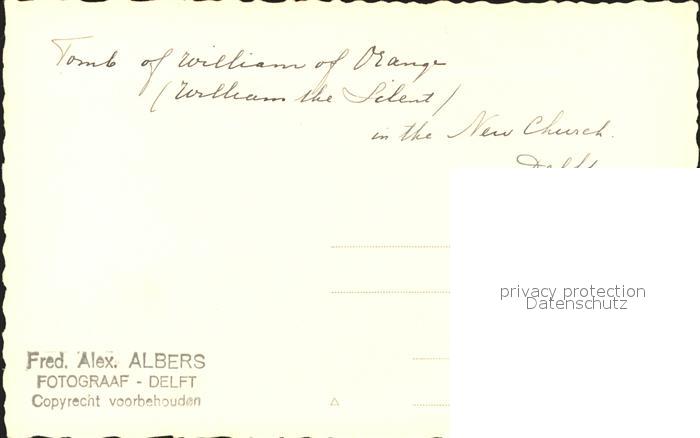 Tomb of William of Orange
(William the Silent)
in the New Church.
Delft
privacy protection
Datenschutz
Fred. Alex. ALBERS
FOTOGRAAF - DELFT
Copyrecht voorbehouden